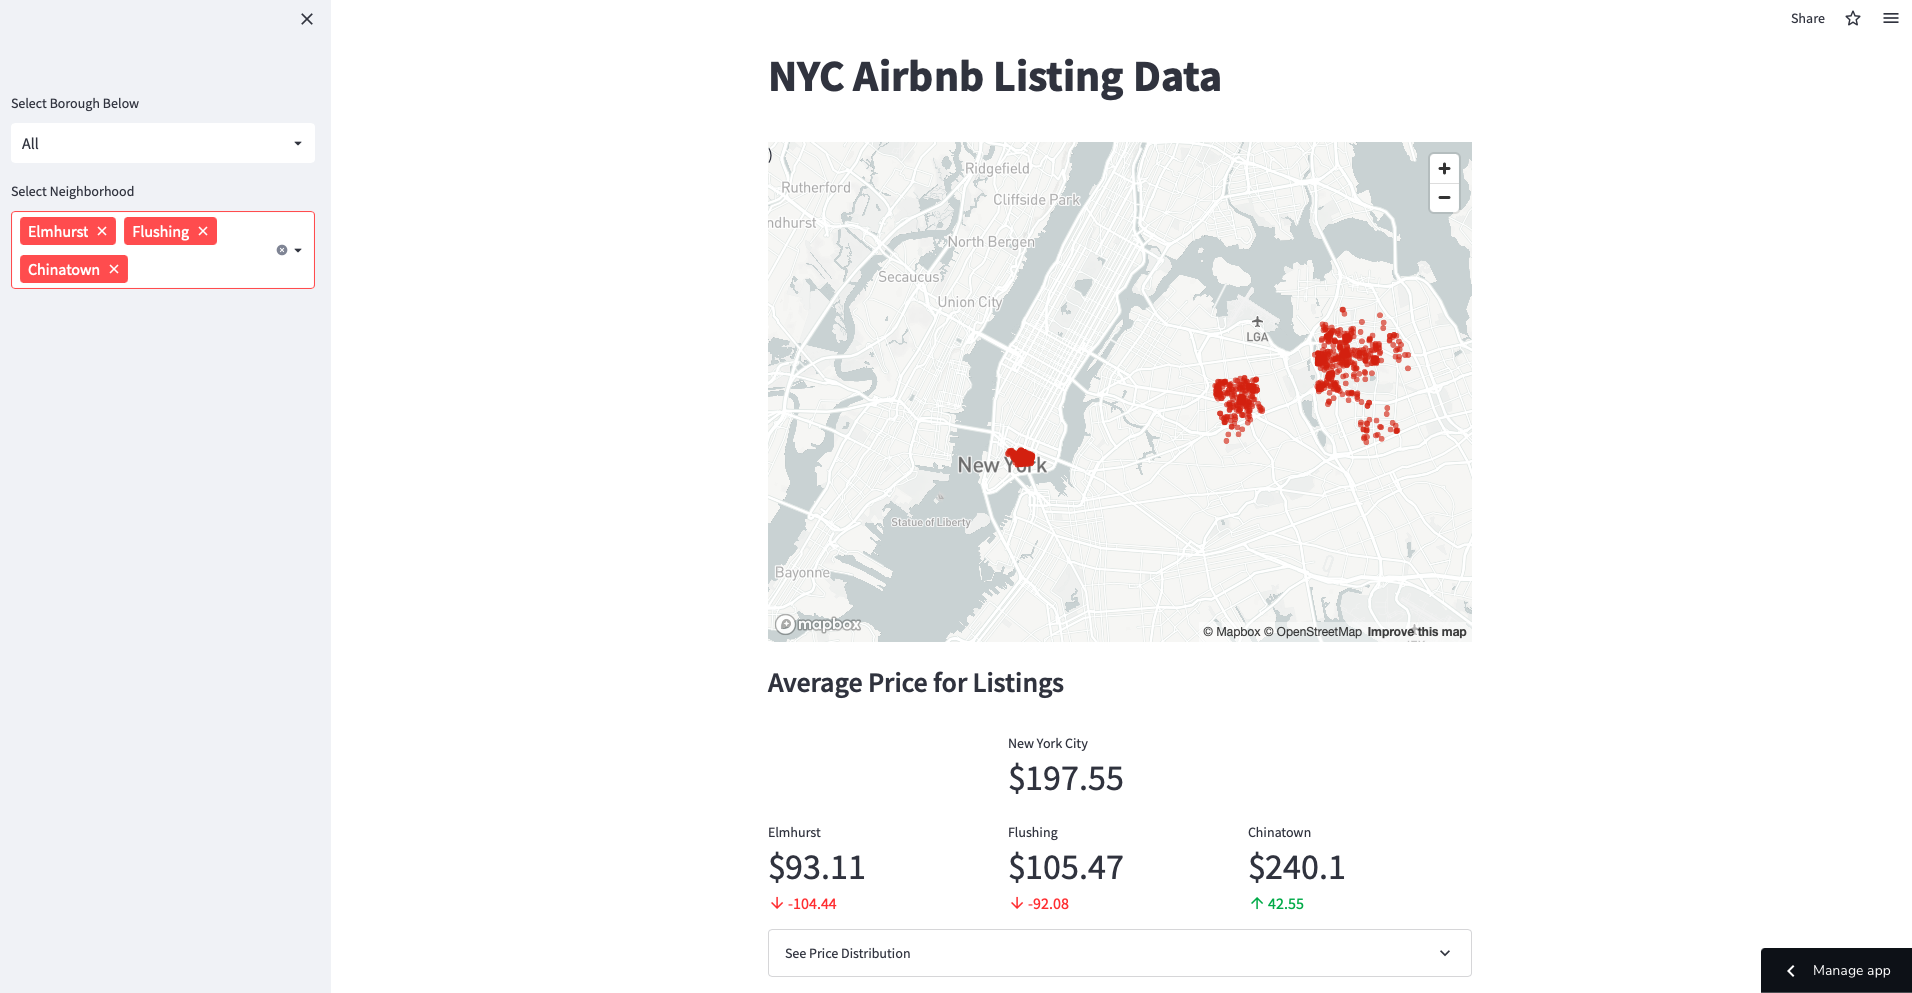 Share
Select Borough Below
All
Select Neighborhood
Elmhurst
Flushing
Chinatown
NYC Airbnb Listing Data
)
Ridgefield
Rutherford
Cliffside Park
ndhurst
North Bergen
Secaucus
Union City
LGA
New York
Statue of Liberty
Bayonne
mapbox
© Mapbox © OpenStreetMap Improve this map
Average Price for Listings
New York City
$197.55
Elmhurst
$93.11
-104.44
Flushing
$105.47
-92.08
Chinatown
$240.1
42.55
See Price Distribution
Manage app